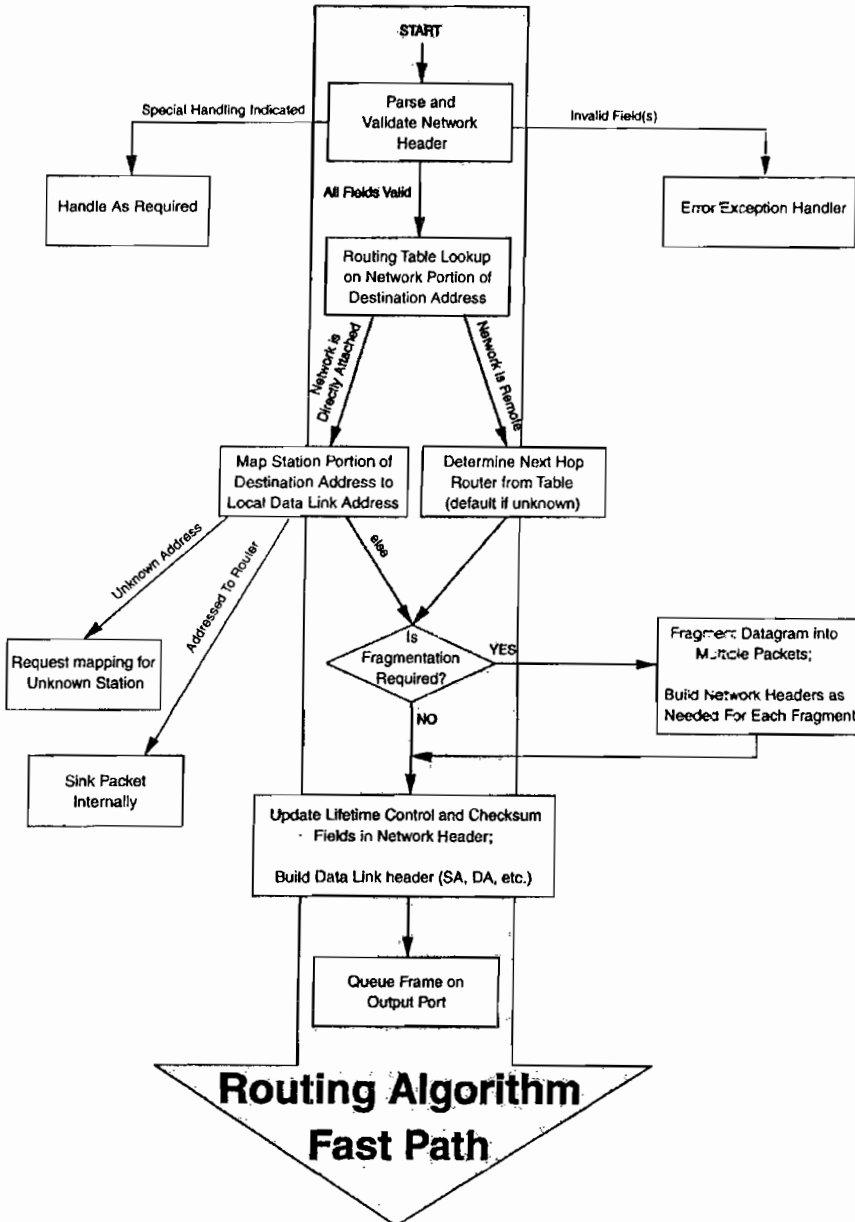 START
Parse and
Validate Network
Header
Special Handling Indicated
Invalid Field(s)
Handle As Required
All Fields Valid
Error Exception Handler
Routing Table Lookup
on Network Portion of
Destination Address
Network is
Directly Attached
Network is Remote
Map Station Portion of
Destination Address to
Local Data Link Address
Determine Next Hop
Router from Table
(default if unknown)
Unknown Address
Addressed To Router
else
Request mapping for
Unknown Station
Is
Fragmentation
Required?
YES
Fragment Datagram into
Multiple Packets;
Build Network Headers as
Needed For Each Fragment
NO
Sink Packet
Internally
Update Lifetime Control and Checksum
Fields in Network Header;
Build Data Link header (SA, DA, etc.)
Queue Frame on
Output Port
Routing Algorithm
Fast Path